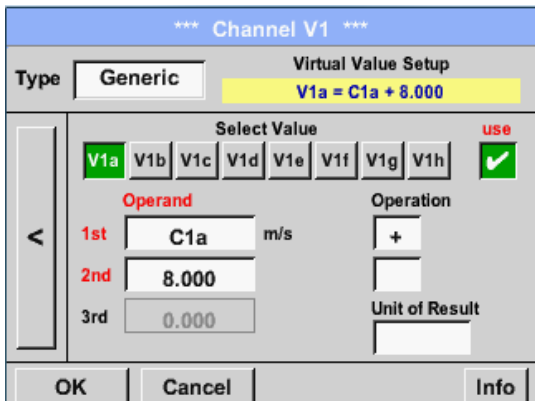 *** Channel V1 ***
Type Generic
Virtual Value Setup
V1a = C1a + 8.000
Select Value
use
V1a V1b V1c V1d V1e V1f V1g V1h ✔
Operand Operation
< 1st C1a m/s +
2nd 8.000
3rd 0.000
Unit of Result
OK Cancel Info